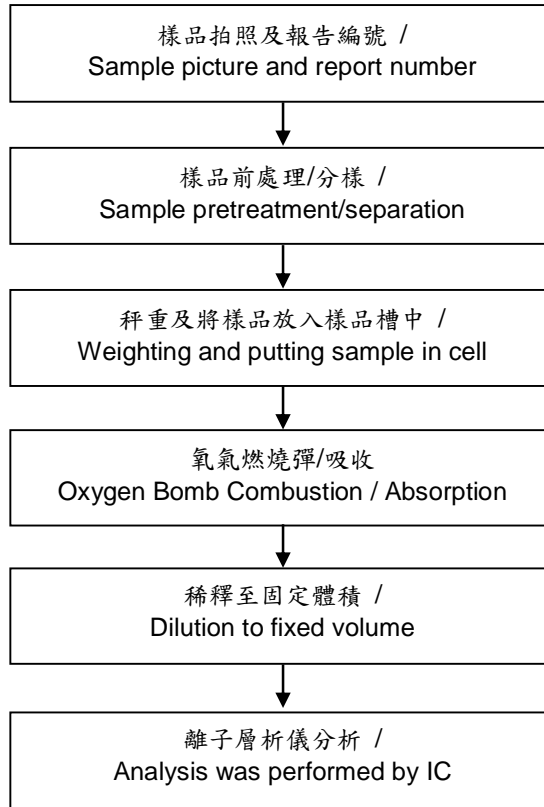 樣品拍照及報告編號 /
Sample picture and report number
樣品前處理/分樣 /
Sample pretreatment/separation
秤重及將樣品放入樣品槽中 /
Weighting and putting sample in cell
氧氣燃燒彈/吸收
Oxygen Bomb Combustion / Absorption
稀釋至固定體積 /
Dilution to fixed volume
離子層析儀分析 /
Analysis was performed by IC